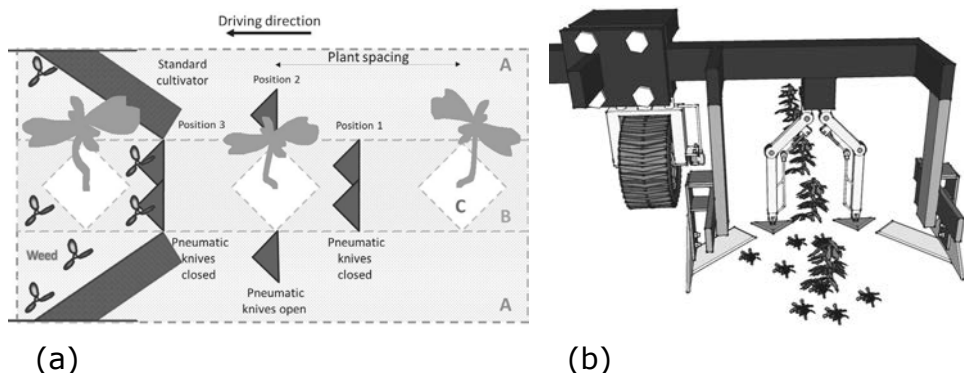 Driving direction
Standard
cultivator
Position 2
Plant spacing
A
Position 3
Position 1
C
B
Weed
Pneumatic
knives
closed
Pneumatic
knives open
Pneumatic
knives
closed
A
(a)
(b)